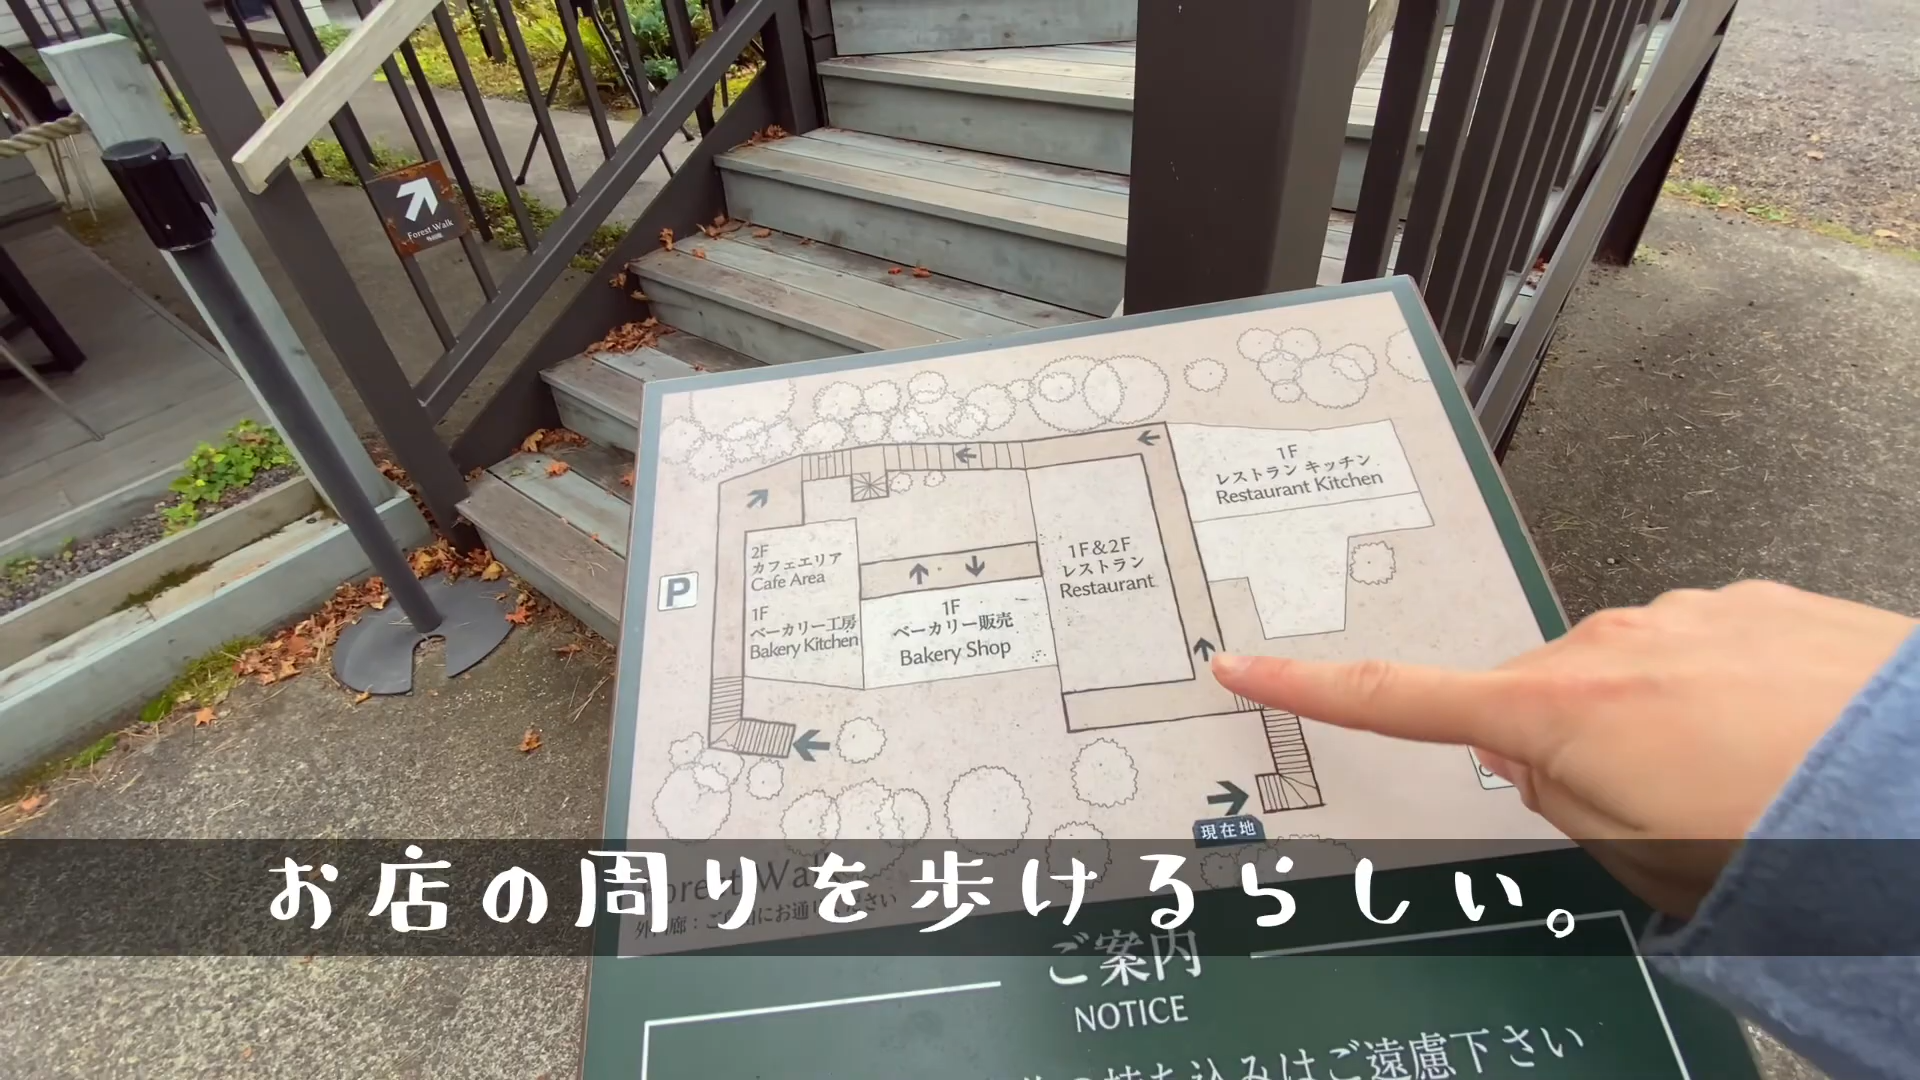 Forest Walk
1F
レストラン キッチン
Restaurant Kitchen
2F
カフェエリア
Cafe Area
1F
ベーカリー工房
Bakery Kitchen
1F
ベーカリー販売
Bakery Shop
1F&2F
レストラン
Restaurant
P
現在地
お店の周りを歩けるらしい。
ご案内
NOTICE
込みはご遠慮下さい